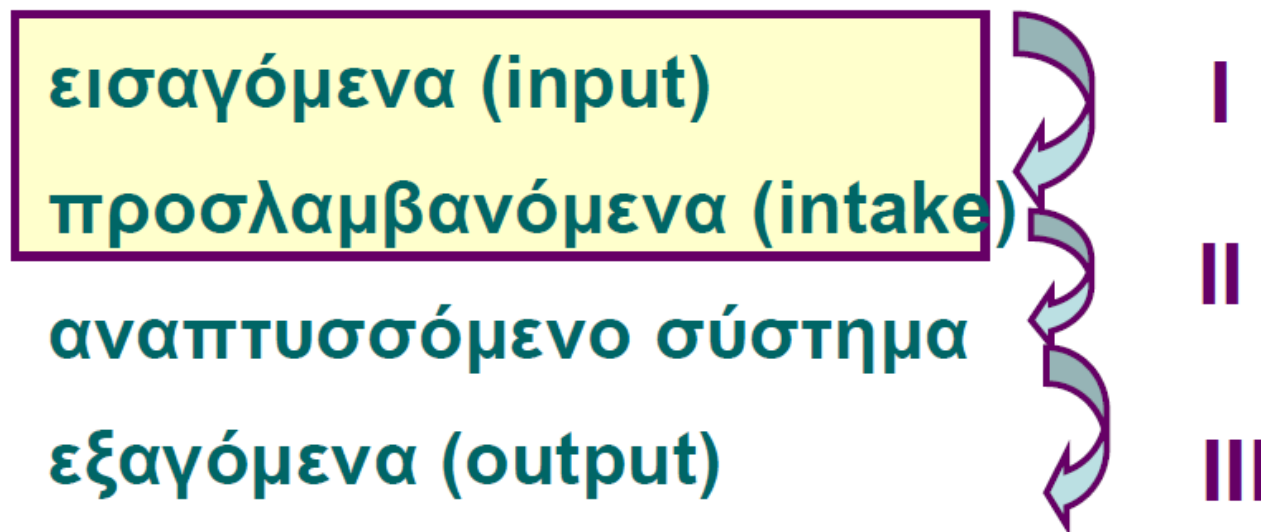 εισαγόμενα (input)
I
προσλαμβανόμενα (intake)
II
αναπτυσσόμενο σύστημα
εξαγόμενα (output)
III